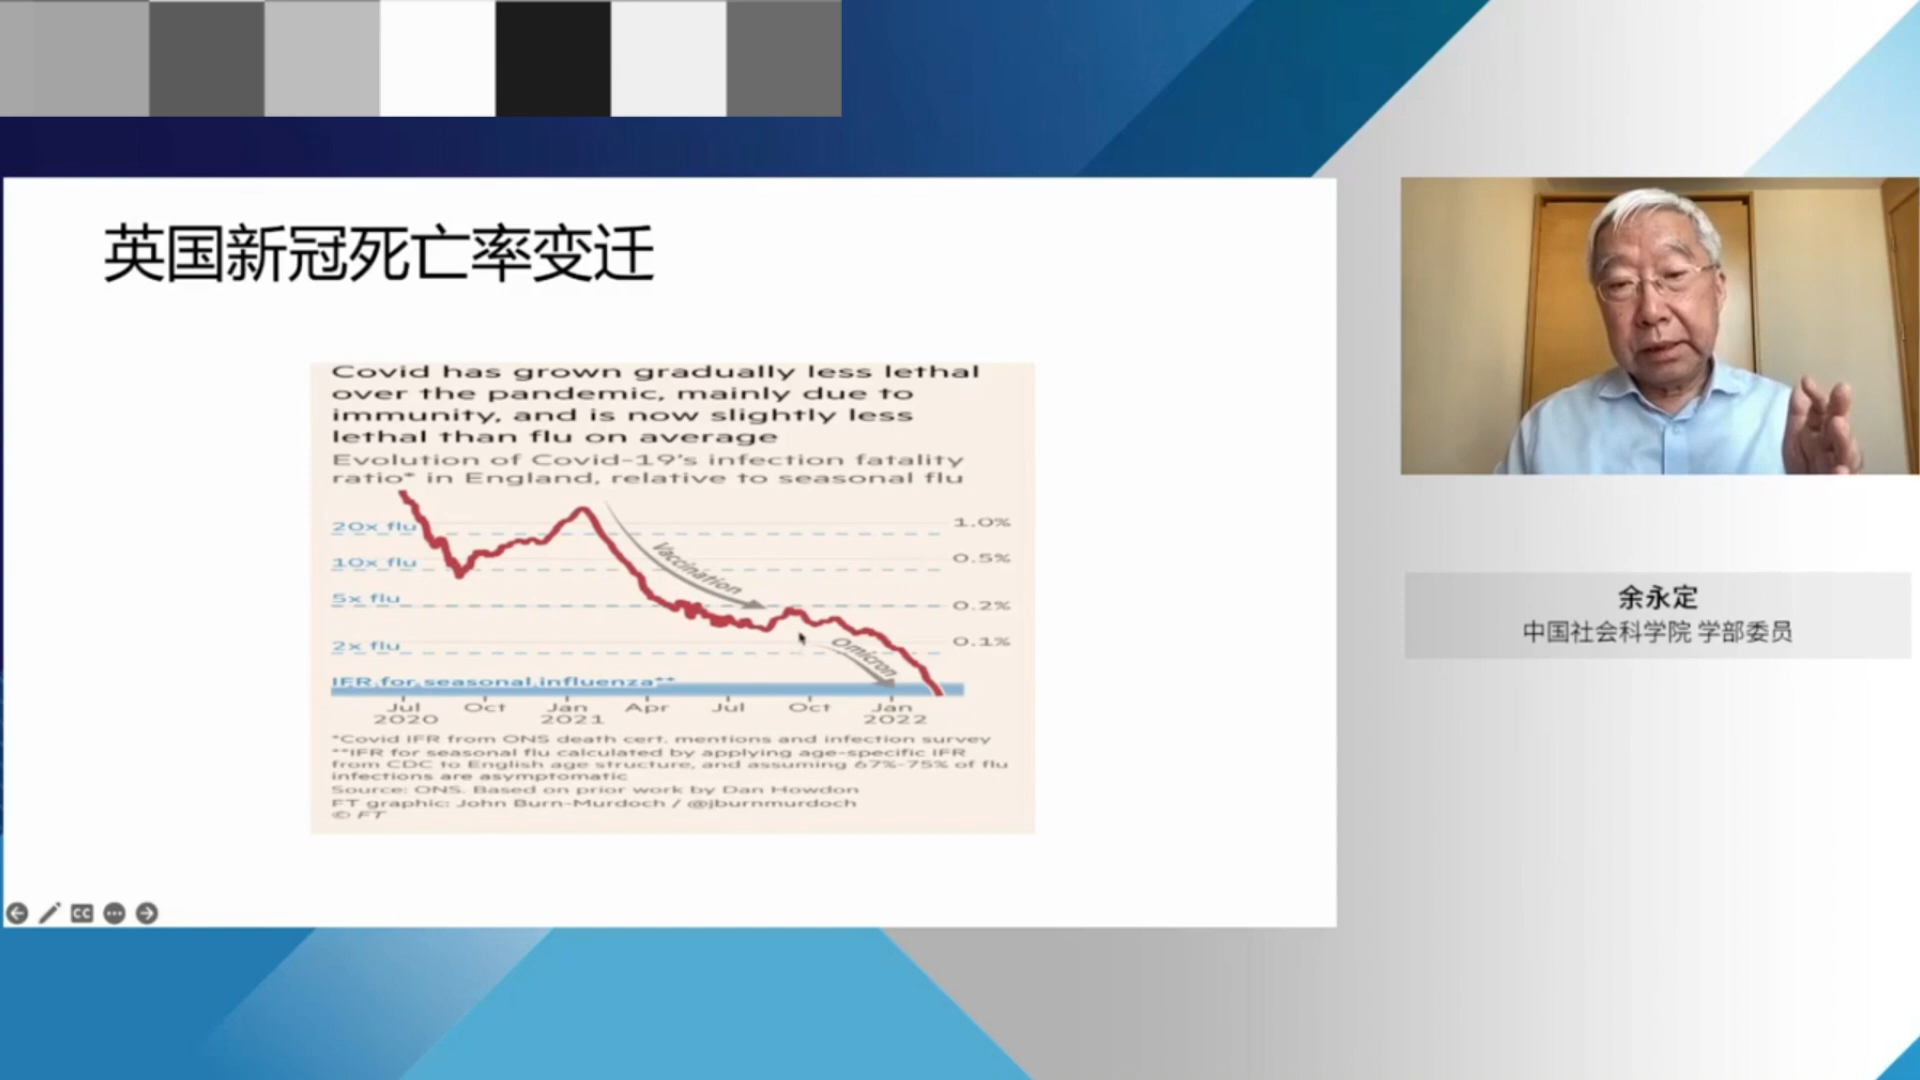 英国新冠死亡率变迁
Covid has grown gradually less lethal
over the pandemic, mainly due to
immunity, and is now slightly less
lethal than flu on average
Evolution of Covid-19's infection fatality
ratio* in England, relative to seasonal flu
20x flu
1.0%
10x flu
0.5%
5x flu
0.2%
2x flu
0.1%
Vaccination
Omicron
IFR for seasonal influenza**
Jul Oct Jan Apr Jul Oct Jan
2020 2021 2022
*Covid IFR from ONS death cert. mentions and infection survey
**IFR for seasonal flu calculated by applying age-specific IFR
from CDC to English age structure, and assuming 67%-75% of flu
infections are asymptomatic
Source: ONS. Based on prior work by Dan Howdon
FT graphic: John Burn-Murdoch / @jburnmurdoch
© FT
CC
余永定
中国社会科学院 学部委员